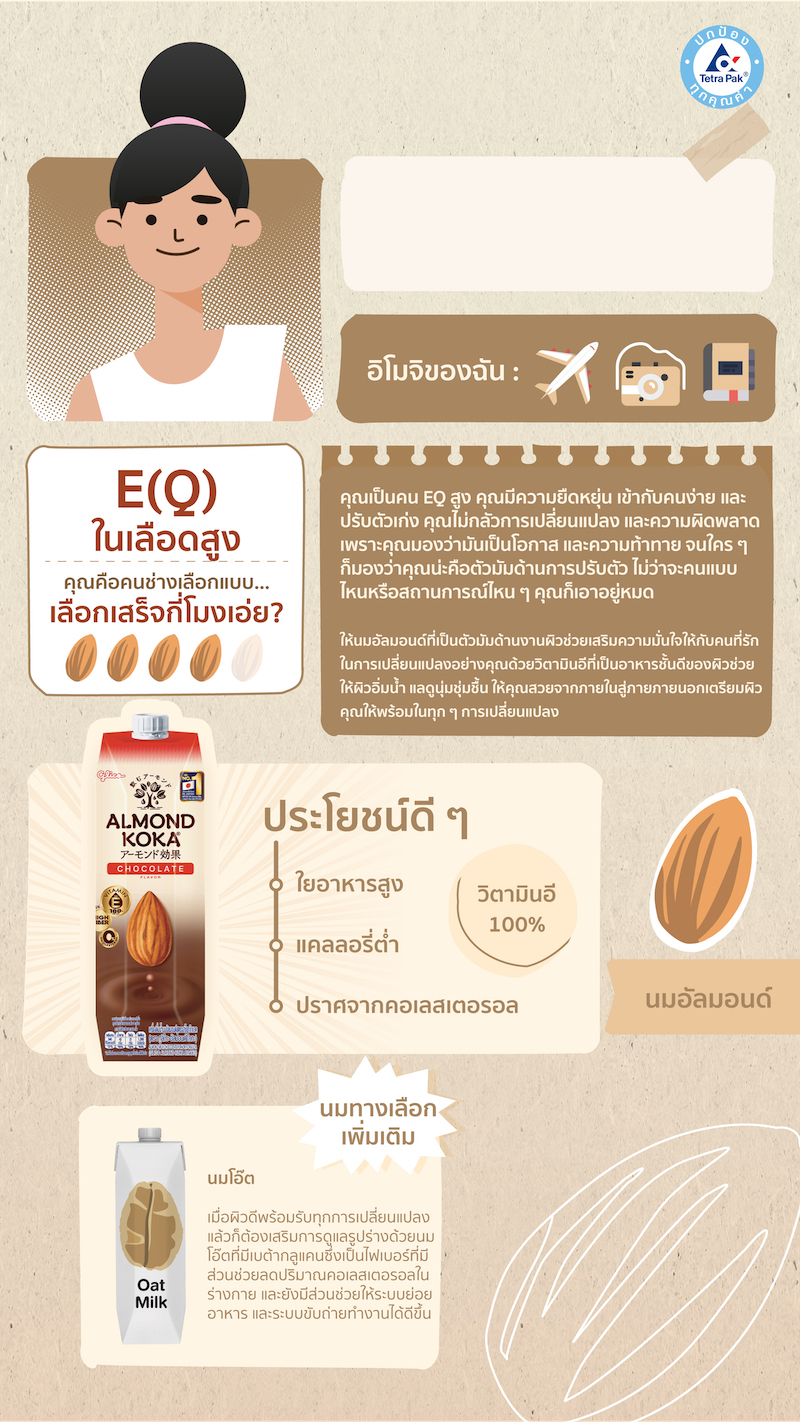 ปกป้อง
Tetra Pak®
ทุกคุณค่า
อิโมจิของฉัน :
E(Q)
ในเลือดสูง
คุณคือคนช่างเลือกแบบ...
เลือกเสร็จกี่โมงเอ่ย?
คุณเป็นคน EQ สูง คุณมีความยืดหยุ่น เข้ากับคนง่าย และ
ปรับตัวเก่ง คุณไม่กลัวการเปลี่ยนแปลง และความผิดพลาด
เพราะคุณมองว่ามันเป็นโอกาส และความท้าทาย จนใคร ๆ
ก็มองว่าคุณน่ะคือตัวมัมด้านการปรับตัว ไม่ว่าจะคนแบบ
ไหนหรือสถานการณ์ไหน ๆ คุณก็เอาอยู่หมด
ให้นมอัลมอนด์ที่เป็นตัวมัมด้านงานผิวช่วยเสริมความมั่นใจให้กับคนที่รัก
ในการเปลี่ยนแปลงอย่างคุณด้วยวิตามินอีที่เป็นอาหารชั้นดีของผิวช่วย
ให้ผิวอิ่มน้ำ แลดูนุ่มชุ่มชื้น ให้คุณสวยจากภายในสู่ภายภายนอกเตรียมผิว
คุณให้พร้อมในทุก ๆ การเปลี่ยนแปลง
Glico
飲むアーモンド
NO.1
ALMOND
KOKA
アーモンド効果
CHOCOLATE
FLAVOR
VITAMIN
E
ประโยชน์ดี ๆ
ใยอาหารสูง
แคลลอรี่ต่ำ
ปราศจากคอเลสเตอรอล
วิตามินอี
100%
นมอัลมอนด์
นมทางเลือก
เพิ่มเติม
Oat
Milk
นมโอ๊ต
เมื่อผิวดีพร้อมรับทุกการเปลี่ยนแปลง
แล้วก็ต้องเสริมการดูแลรูปร่างด้วยนม
โอ๊ตที่มีเบต้ากลูแคนซึ่งเป็นไฟเบอร์ที่มี
ส่วนช่วยลดปริมาณคอเลสเตอรอลใน
ร่างกาย และยังมีส่วนช่วยให้ระบบย่อย
อาหาร และระบบขับถ่ายทำงานได้ดีขึ้น